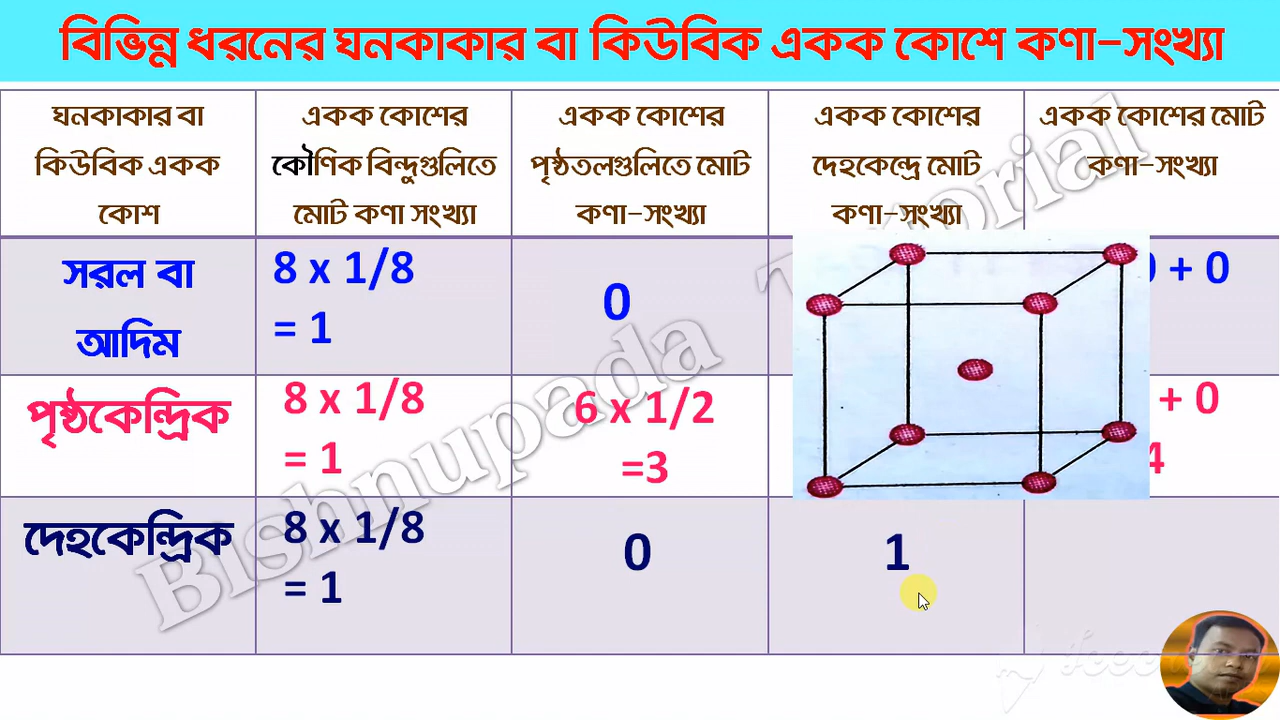 বিভিন্ন ধরনের ঘনকাকার বা কিউবিক একক কোশে কণা-সংখ্যা
ঘনকাকার বা
কিউবিক একক
কোশ
একক কোশের
কৌণিক বিন্দুগুলিতে
মোট কণা সংখ্যা
একক কোশের
পৃষ্ঠতলগুলিতে মোট
কণা-সংখ্যা
একক কোশের
দেহকেন্দ্রে মোট
কণা-সংখ্যা
একক কোশের মোট
কণা-সংখ্যা
সরল বা
আদিম
8 x 1/8
= 1
0
+ 0
পৃষ্ঠকেন্দ্রিক
8 x 1/8
= 1
6 x 1/2
=3
+ 0
4
দেহকেন্দ্রিক
8 x 1/8
= 1
0
1
Bishnupada